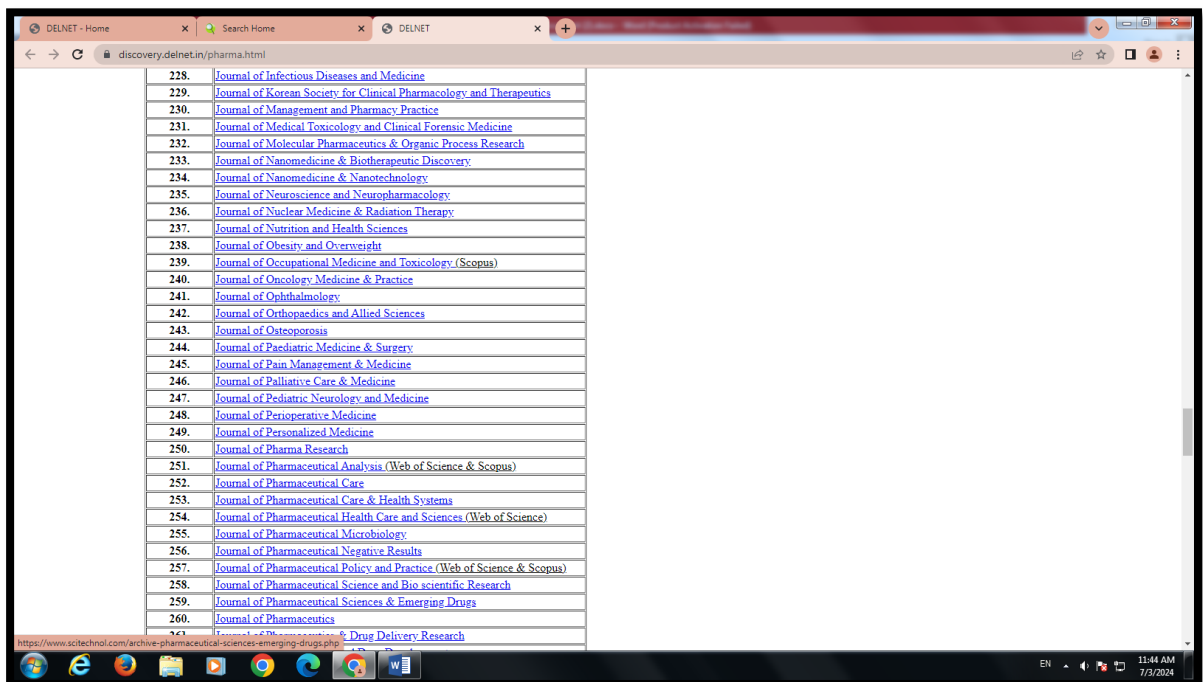 DELNET - Home
Search Home
DELNET
discovery.delnet.in/pharma.html
228. Journal of Infectious Diseases and Medicine
229. Journal of Korean Society for Clinical Pharmacology and Therapeutics
230. Journal of Management and Pharmacy Practice
231. Journal of Medical Toxicology and Clinical Forensic Medicine
232. Journal of Molecular Pharmaceutics & Organic Process Research
233. Journal of Nanomedicine & Biotherapeutic Discovery
234. Journal of Nanomedicine & Nanotechnology
235. Journal of Neuroscience and Neuropharmacology
236. Journal of Nuclear Medicine & Radiation Therapy
237. Journal of Nutrition and Health Sciences
238. Journal of Obesity and Overweight
239. Journal of Occupational Medicine and Toxicology (Scopus)
240. Journal of Oncology Medicine & Practice
241. Journal of Ophthalmology
242. Journal of Orthopaedics and Allied Sciences
243. Journal of Osteoporosis
244. Journal of Paediatric Medicine & Surgery
245. Journal of Pain Management & Medicine
246. Journal of Palliative Care & Medicine
247. Journal of Pediatric Neurology and Medicine
248. Journal of Perioperative Medicine
249. Journal of Personalized Medicine
250. Journal of Pharma Research
251. Journal of Pharmaceutical Analysis (Web of Science & Scopus)
252. Journal of Pharmaceutical Care
253. Journal of Pharmaceutical Care & Health Systems
254. Journal of Pharmaceutical Health Care and Sciences (Web of Science)
255. Journal of Pharmaceutical Microbiology
256. Journal of Pharmaceutical Negative Results
257. Journal of Pharmaceutical Policy and Practice (Web of Science & Scopus)
258. Journal of Pharmaceutical Science and Bio scientific Research
259. Journal of Pharmaceutical Sciences & Emerging Drugs
260. Journal of Pharmaceutics
& Drug Delivery Research
https://www.scitechnol.com/archive-pharmaceutical-sciences-emerging-drugs.php
EN
11:44 AM
7/3/2024